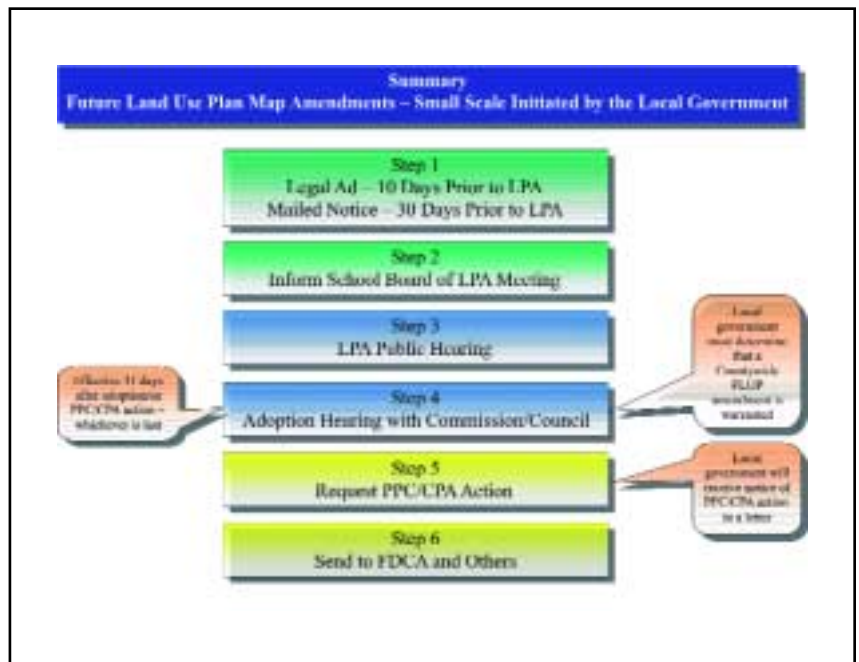 Summary
Future Land Use Plan Map Amendments – Small Scale Initiated by the Local Government
Step 1
Legal Ad – 10 Days Prior to LPA
Mailed Notice – 30 Days Prior to LPA
Step 2
Inform School Board of LPA Meeting
Step 3
LPA Public Hearing
Local
government
must determine
that a
Countywide
FLUP
amendment is
warranted
Effective 31 days
after adoption or
PPC/CPA action –
whichever is last
Step 4
Adoption Hearing with Commission/Council
Step 5
Request PPC/CPA Action
Local
government will
receive notice of
PPC/CPA action
in a letter
Step 6
Send to FDCA and Others